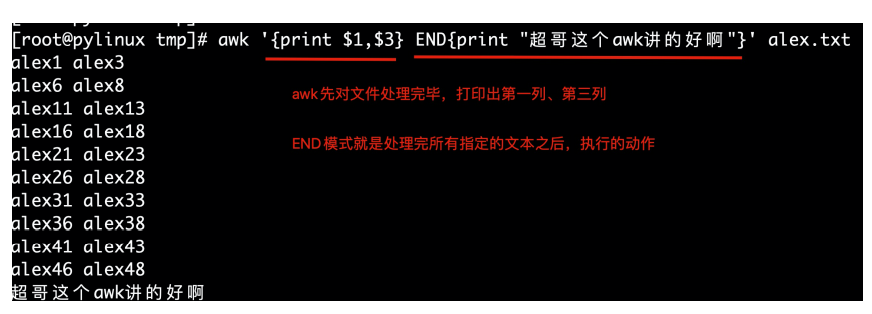 [root@pylinux tmp]# awk '{print $1,$3} END{print "超哥这个awk讲的好啊"}' alex.txt
alex1 alex3
alex6 alex8
awk先对文件处理完毕，打印出第一列、第三列
alex11 alex13
alex16 alex18
END模式就是处理完所有指定的文本之后，执行的动作
alex21 alex23
alex26 alex28
alex31 alex33
alex36 alex38
alex41 alex43
alex46 alex48
超哥这个awk讲的好啊